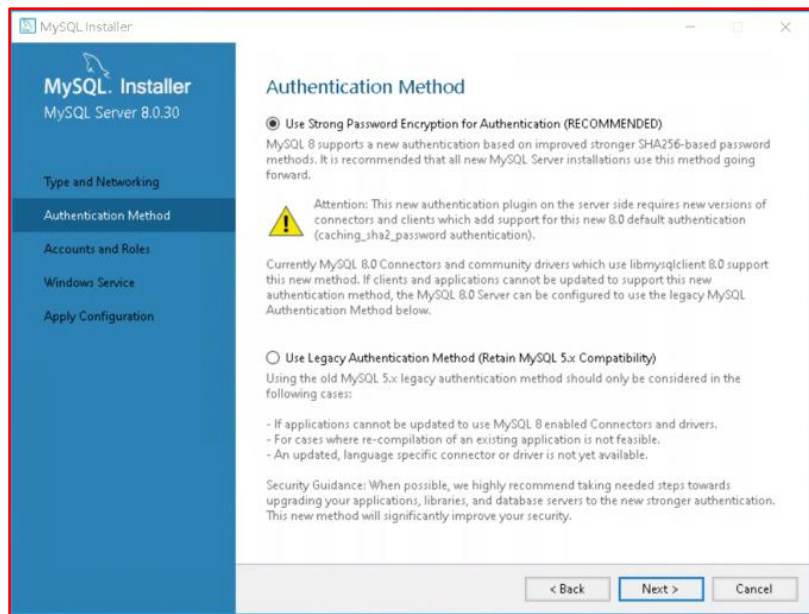 MySQL Installer
MySQL. Installer
MySQL Server 8.0.30
Type and Networking
Authentication Method
Accounts and Roles
Windows Service
Apply Configuration
Authentication Method
Use Strong Password Encryption for Authentication (RECOMMENDED)
MySQL 8 supports a new authentication based on improved stronger SHA256-based password
methods. It is recommended that all new MySQL Server installations use this method going
forward.
Attention: This new authentication plugin on the server side requires new versions of
connectors and clients which add support for this new 8.0 default authentication
(caching_sha2_password authentication).
Currently MySQL 8.0 Connectors and community drivers which use libmysqlclient 8.0 support
this new method. If clients and applications cannot be updated to support this new
authentication method, the MySQL 8.0 Server can be configured to use the legacy MySQL
Authentication Method below.
Use Legacy Authentication Method (Retain MySQL 5.x Compatibility)
Using the old MySQL 5.x legacy authentication method should only be considered in the
following cases:
- If applications cannot be updated to use MySQL 8 enabled Connectors and drivers.
- For cases where re-compilation of an existing application is not feasible.
- An updated, language specific connector or driver is not yet available.
Security Guidance: When possible, we highly recommend taking needed steps towards
upgrading your applications, libraries, and database servers to the new stronger authentication.
This new method will significantly improve your security.
< Back
Next >
Cancel